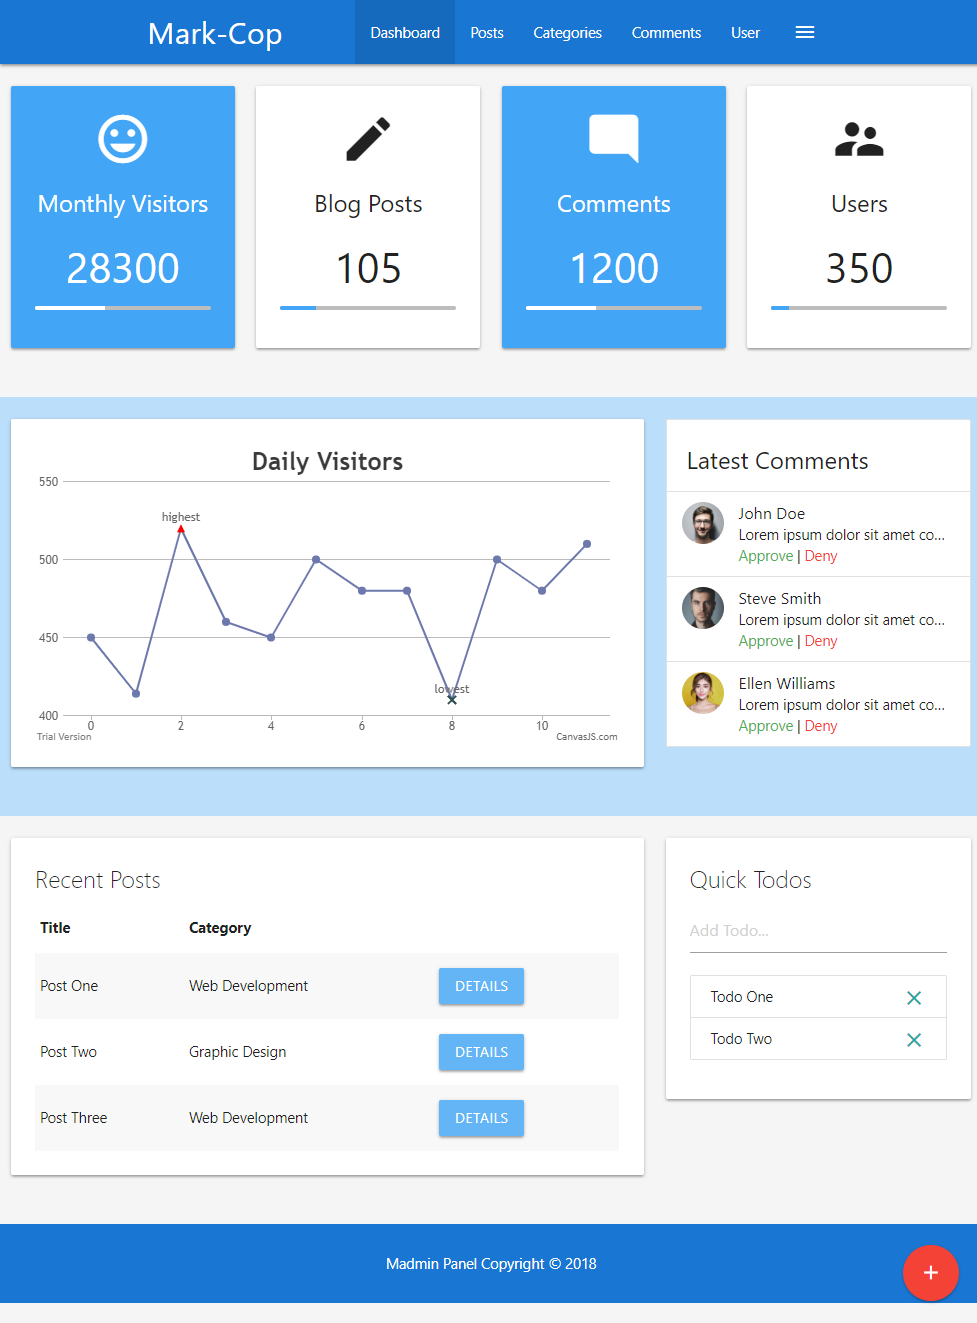 Mark-Cop
Dashboard Posts Categories Comments User
Monthly Visitors
28300
Blog Posts
105
Comments
1200
Users
350
Daily Visitors
550
500
450
400
highest
lowest
0 2 4 6 8 10
Trial Version
CanvasJS.com
Latest Comments
John Doe
Lorem ipsum dolor sit amet co...
Approve | Deny
Steve Smith
Lorem ipsum dolor sit amet co...
Approve | Deny
Ellen Williams
Lorem ipsum dolor sit amet co...
Approve | Deny
Recent Posts
Title Category
Post One Web Development DETAILS
Post Two Graphic Design DETAILS
Post Three Web Development DETAILS
Quick Todos
Add Todo...
Todo One
Todo Two
Madmin Panel Copyright © 2018